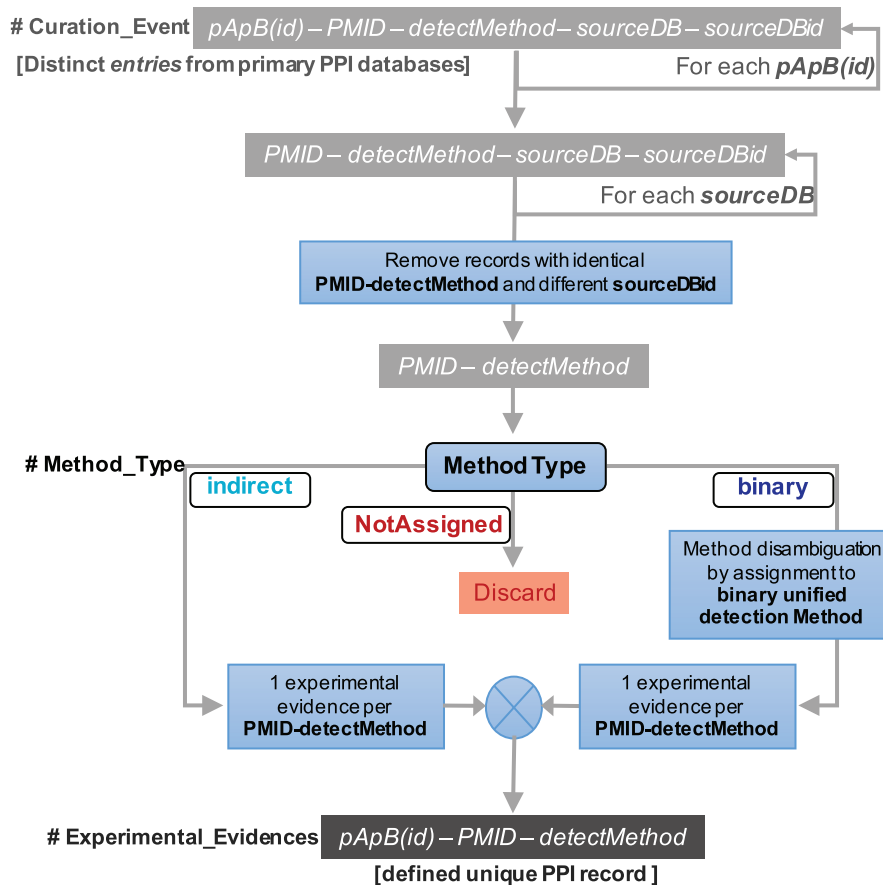 # Curation_Event pApB(id) – PMID – detectMethod – sourceDB – sourceDBid
[Distinct entries from primary PPI databases]
For each pApB(id)
PMID – detectMethod – sourceDB – sourceDBid
For each sourceDB
Remove records with identical
PMID-detectMethod and different sourceDBid
PMID – detectMethod
# Method_Type
Method Type
indirect
NotAssigned
binary
Discard
Method disambiguation
by assignment to
binary unified
detection Method
1 experimental
evidence per
PMID-detectMethod
1 experimental
evidence per
PMID-detectMethod
# Experimental_Evidences pApB(id) – PMID – detectMethod
[defined unique PPI record ]